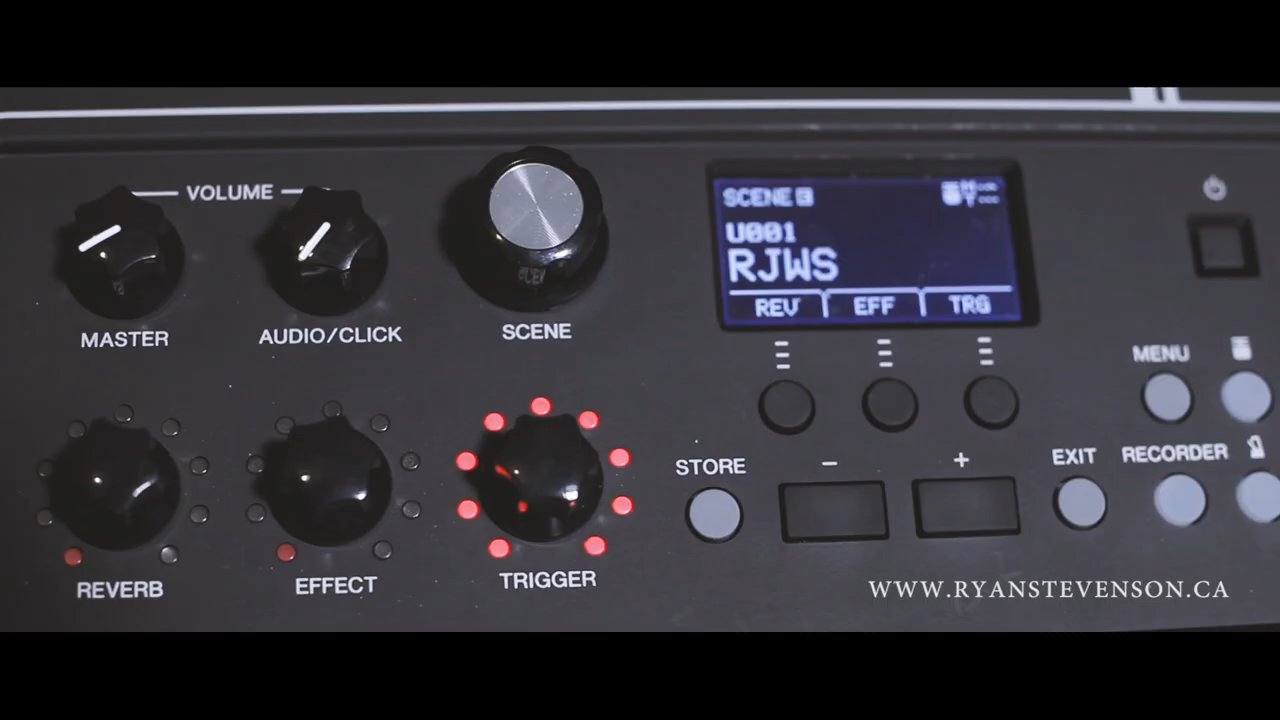 VOLUME
MASTER
AUDIO/CLICK
SCENE
SCENE
U001
RJWS
REV EFF TRG
MENU
STORE
-
+
EXIT
RECORDER
REVERB
EFFECT
TRIGGER
WWW.RYANSTEVENSON.CA